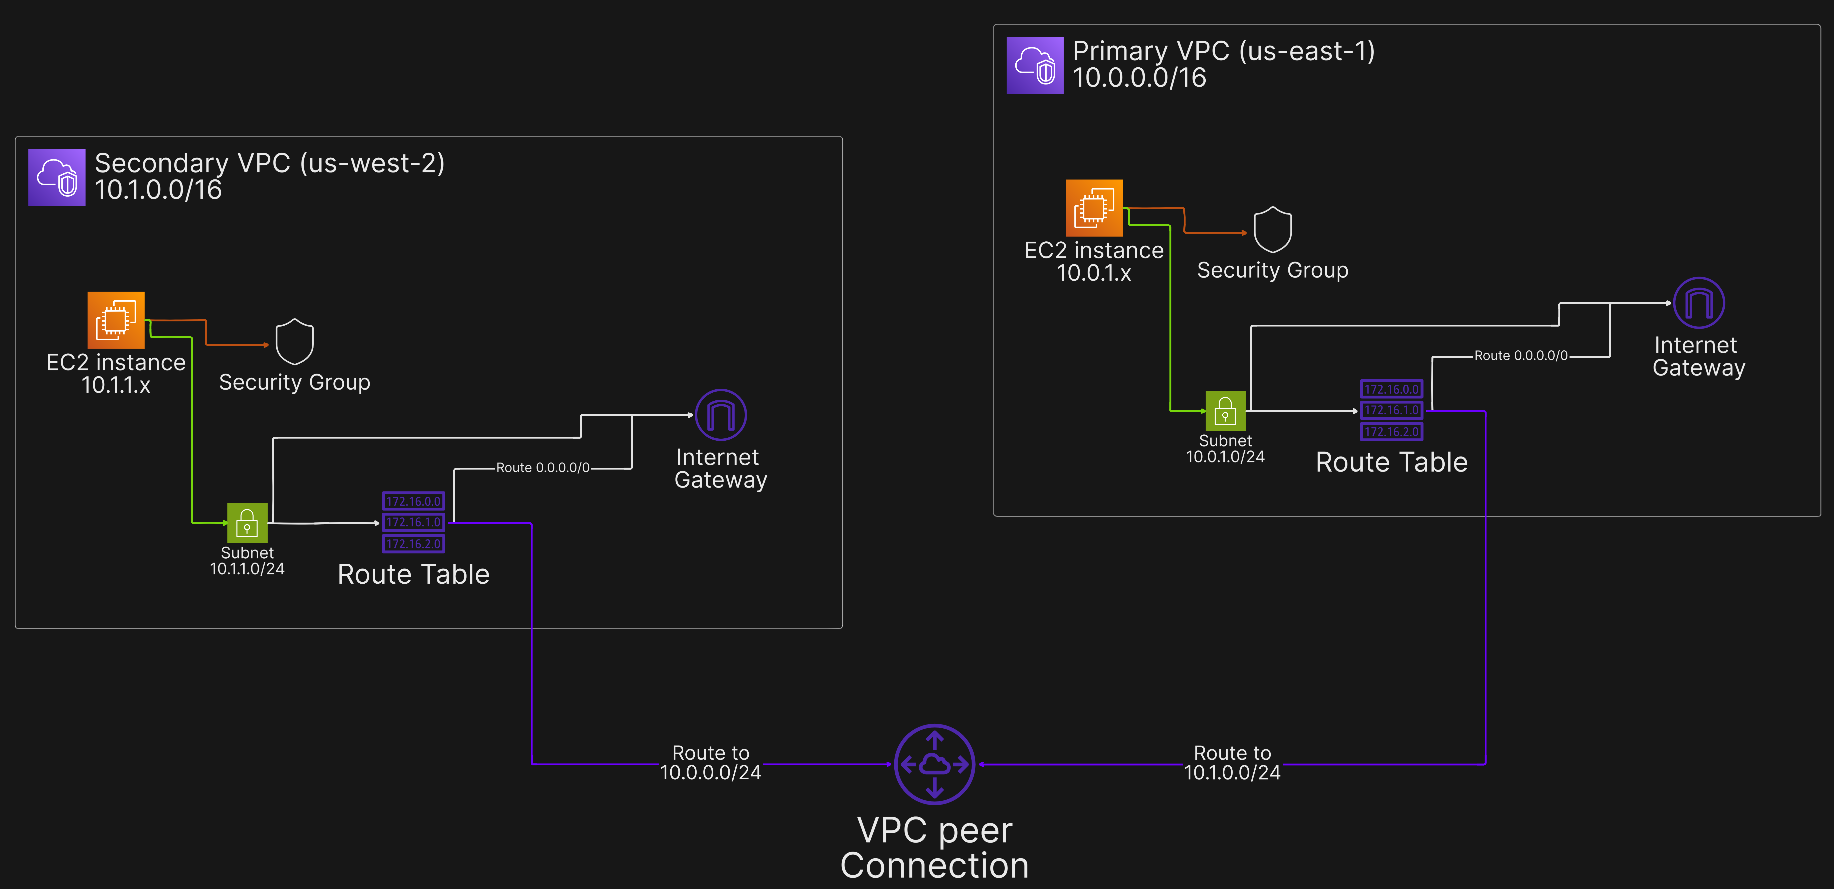 Primary VPC (us-east-1)
10.0.0.0/16
EC2 instance
10.0.1.x
Security Group
Internet
Gateway
Route 0.0.0.0/0
172.16.0.0
172.16.1.0
172.16.2.0
Route Table
Subnet
10.0.1.0/24
Secondary VPC (us-west-2)
10.1.0.0/16
EC2 instance
10.1.1.x
Security Group
Internet
Gateway
Route 0.0.0.0/0
172.16.0.0
172.16.1.0
172.16.2.0
Route Table
Subnet
10.1.1.0/24
Route to
10.0.0.0/24
Route to
10.1.0.0/24
VPC peer
Connection